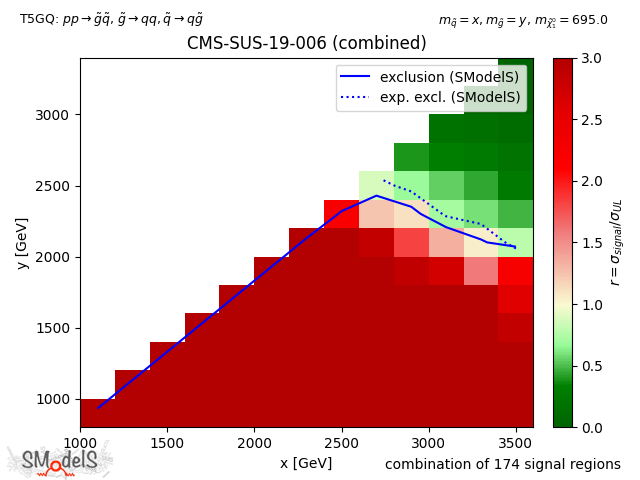 T5GQ: pp → g̃q̃, g̃ → qq, q̃ → qg̃
m_q̃ = x, m_g̃ = y, m_χ̃₁⁰ = 695.0
CMS-SUS-19-006 (combined)
exclusion (SModelS)
exp. excl. (SModelS)
y [GeV]
3000
2500
2000
1500
1000
1000 1500 2000 2500 3000 3500
x [GeV]
3.0
2.5
2.0
1.5
1.0
0.5
0.0
r = σ_signal/σ_UL
SModelS
combination of 174 signal regions